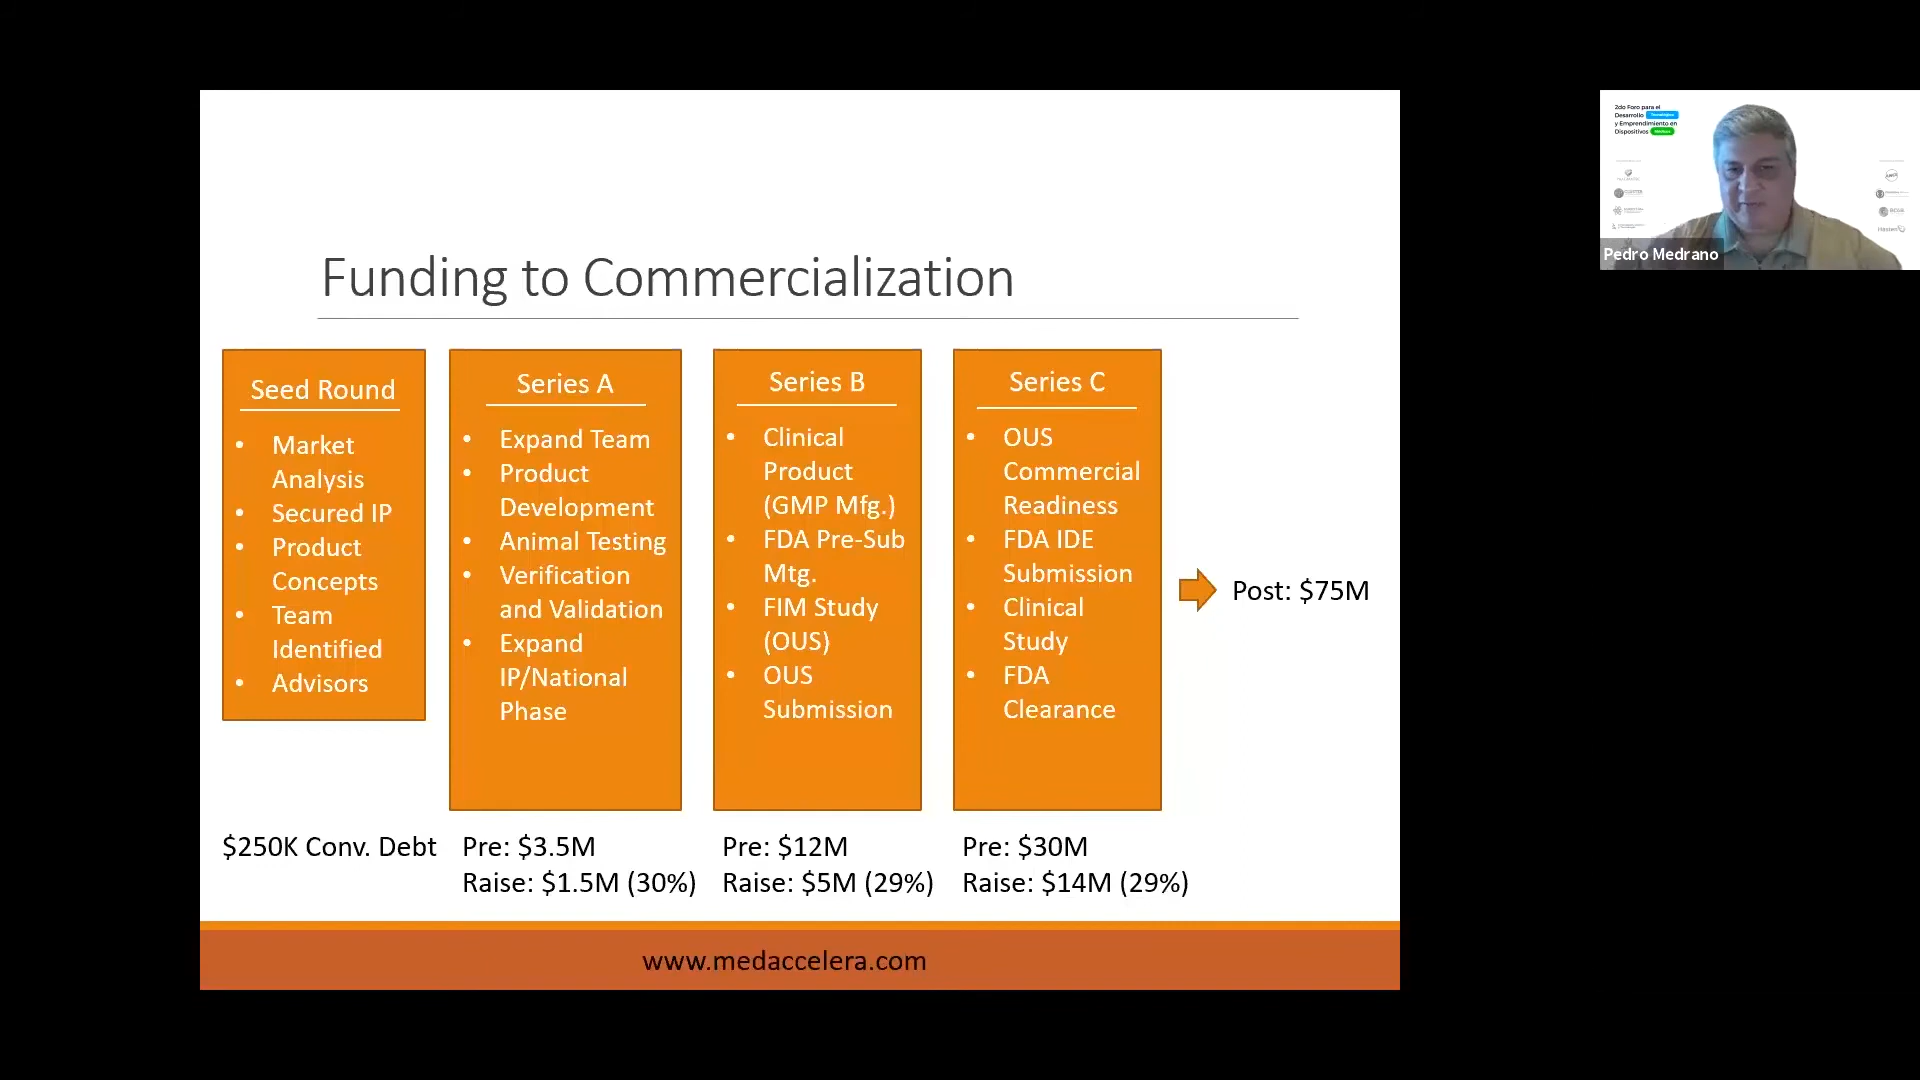 Funding to Commercialization
Seed Round
• Market
Analysis
• Secured IP
• Product
Concepts
• Team
Identified
• Advisors
$250K Conv. Debt
Series A
• Expand Team
• Product
Development
• Animal Testing
• Verification
and Validation
• Expand
IP/National
Phase
Pre: $3.5M
Raise: $1.5M (30%)
Series B
• Clinical
Product
(GMP Mfg.)
• FDA Pre-Sub
Mtg.
• FIM Study
(OUS)
• OUS
Submission
Pre: $12M
Raise: $5M (29%)
Series C
• OUS
Commercial
Readiness
• FDA IDE
Submission
• Clinical
Study
• FDA
Clearance
Pre: $30M
Raise: $14M (29%)
Post: $75M
www.medaccelera.com
2do Foro para el
Desarrollo Tecnológico
y Emprendimiento en
Dispositivos Médicos
Pedro Medrano